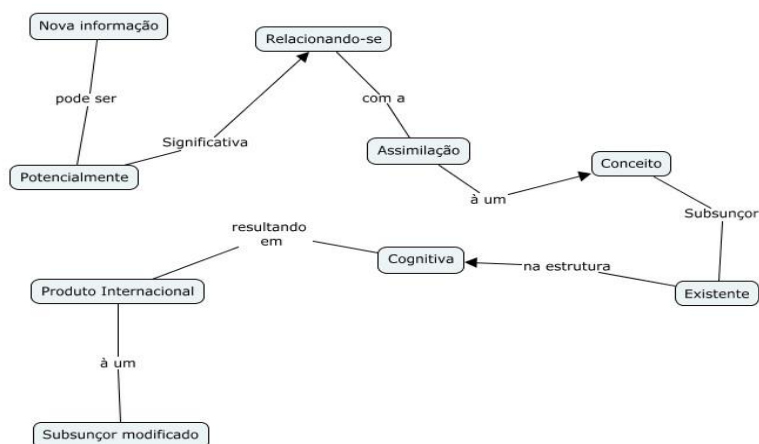 Nova informação
pode ser
Potencialmente
Significativa
Relacionando-se
com a
Assimilação
à um
Conceito
Subsunçor
Existente
na estrutura
Cognitiva
resultando
em
Produto Internacional
à um
Subsunçor modificado